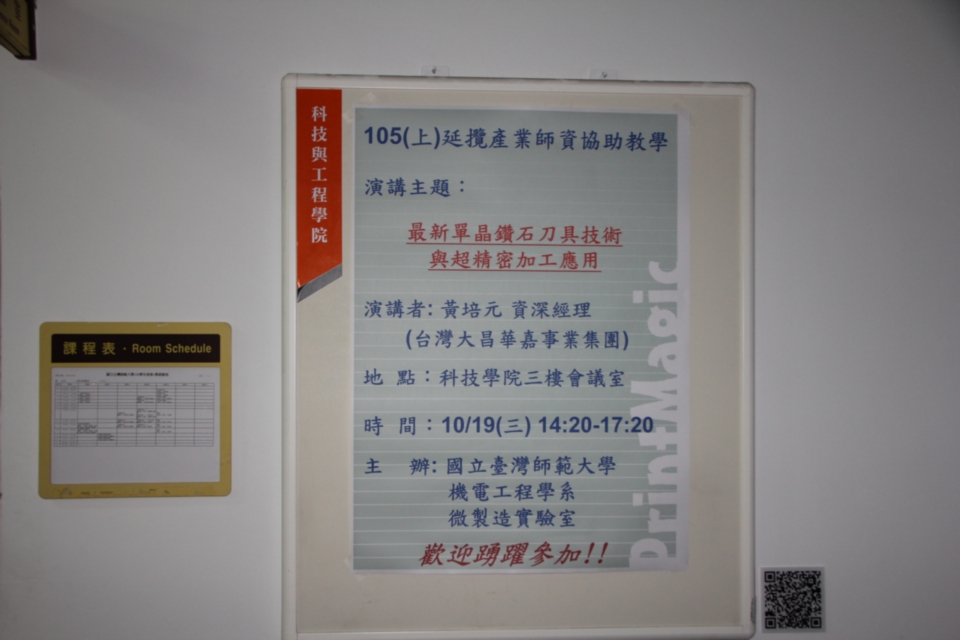 科技與工程學院
105(上)延攬產業師資協助教學
演講主題：
最新單晶鑽石刀具技術
與超精密加工應用
演講者: 黃培元 資深經理
(台灣大昌華嘉事業集團)
地 點：科技學院三樓會議室
時 間：10/19(三) 14:20-17:20
主 辦: 國立臺灣師範大學
機電工程學系
微製造實驗室
歡迎踴躍參加!!
PrintMagic
課程表・Room Schedule